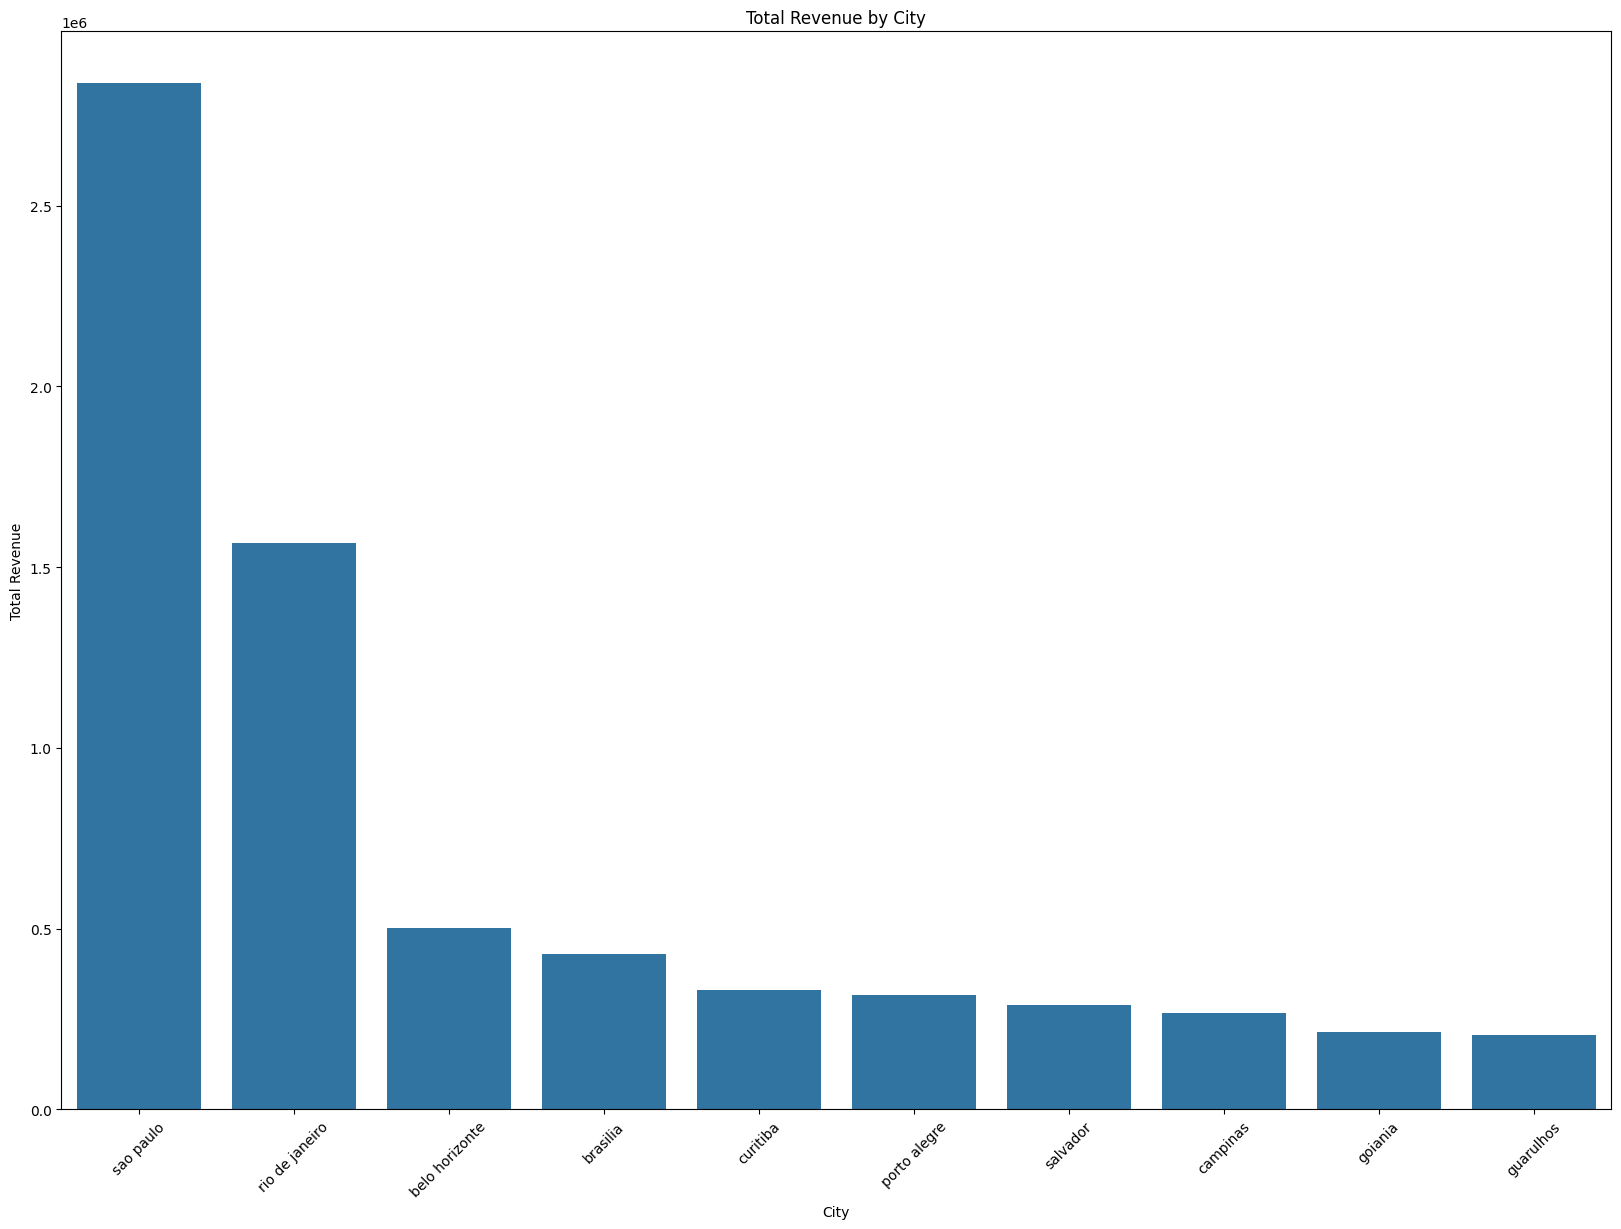 Total Revenue by City
1e6
2.5
2.0
1.5
1.0
0.5
0.0
Total Revenue
sao paulo
rio de janeiro
belo horizonte
brasilia
curitiba
porto alegre
salvador
campinas
goiania
guarulhos
City